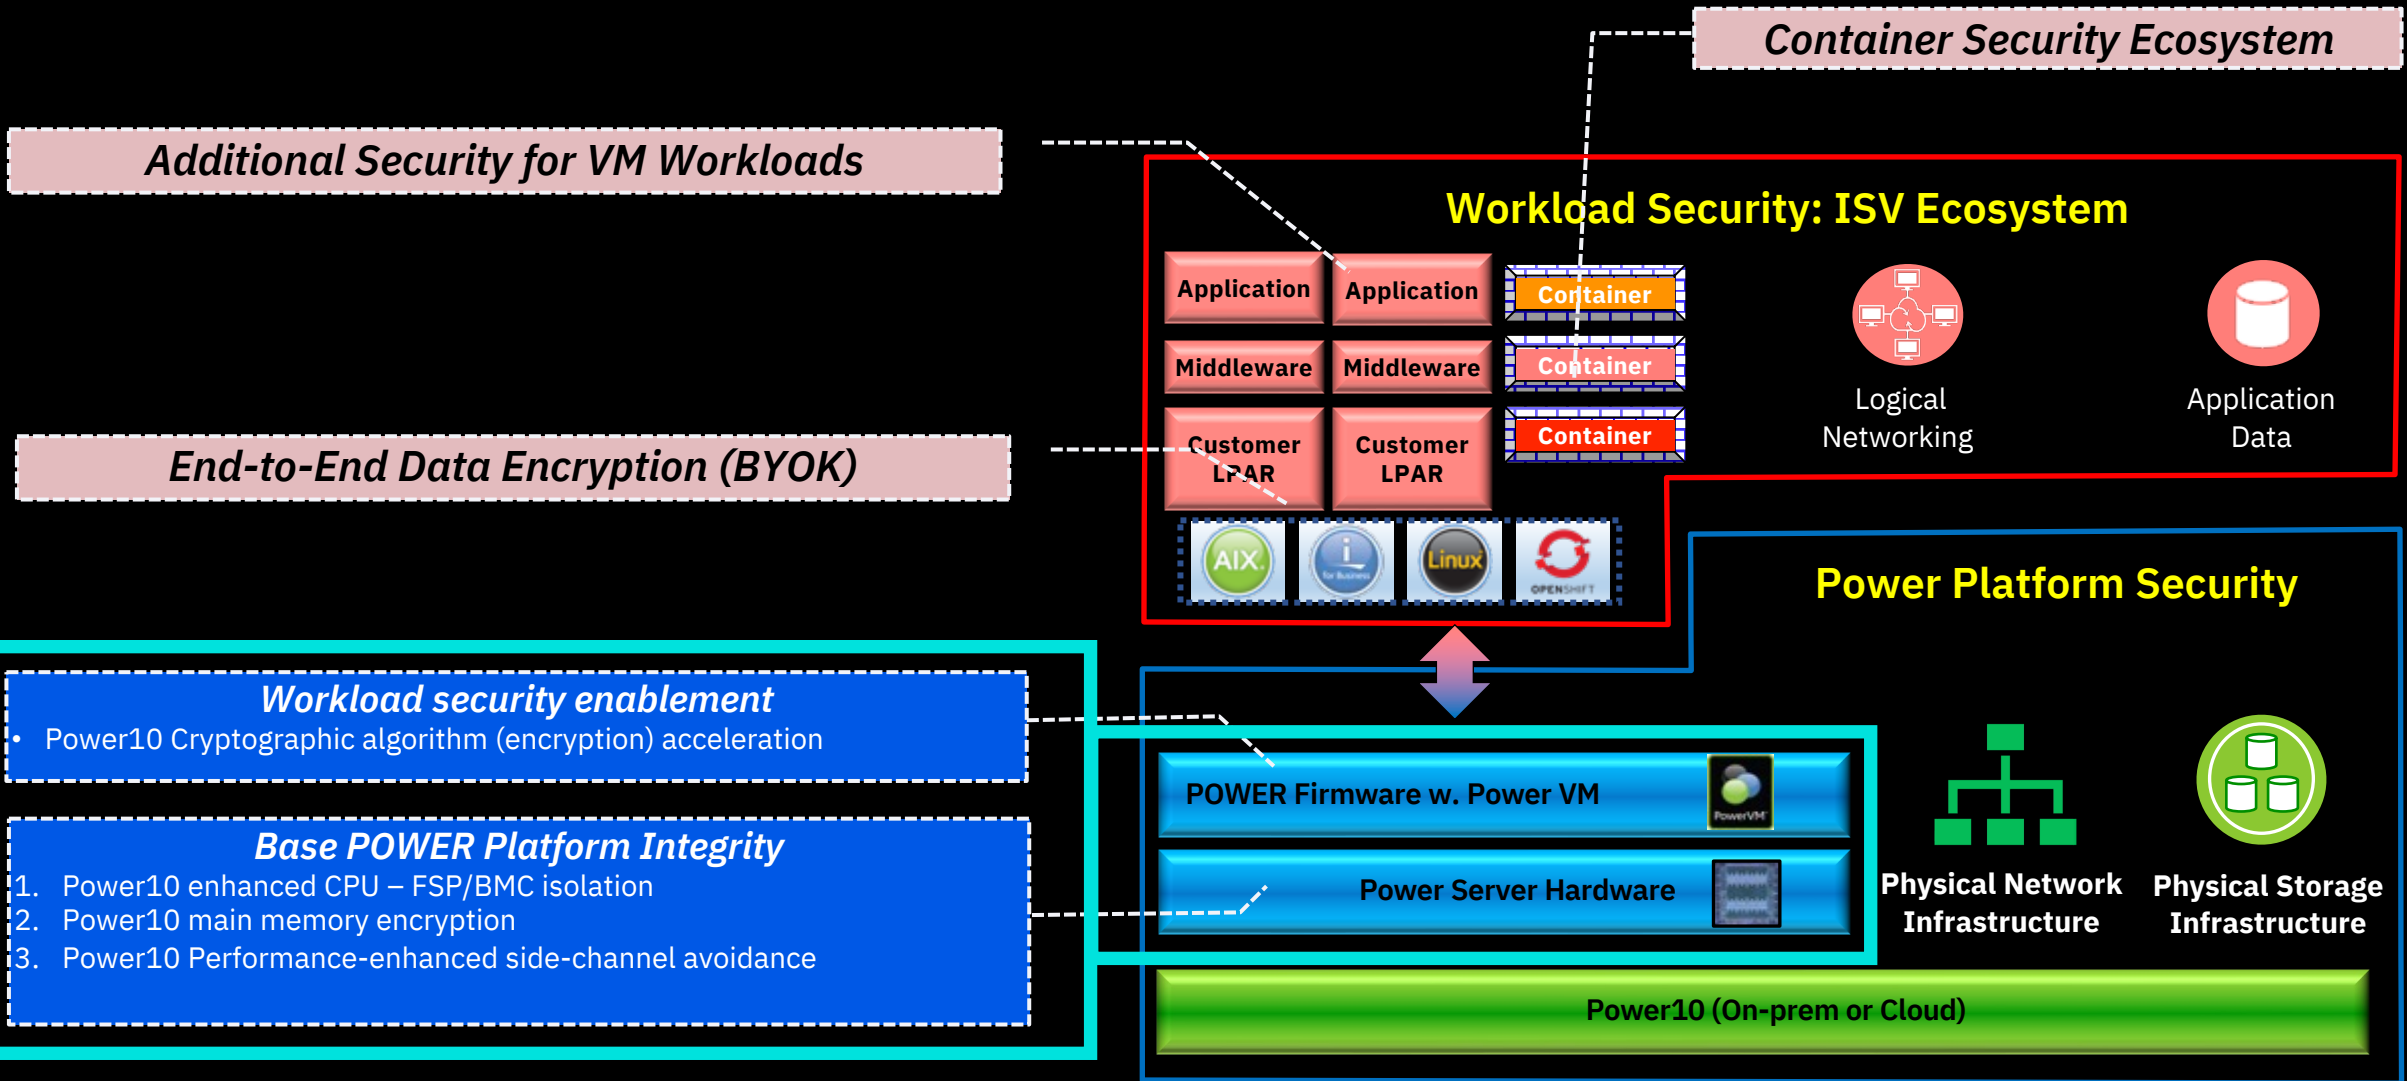 Container Security Ecosystem
Additional Security for VM Workloads
Workload Security: ISV Ecosystem
Application
Application
Container
Middleware
Middleware
Container
Logical
Networking
Application
Data
End-to-End Data Encryption (BYOK)
Customer
LPAR
Customer
LPAR
Container
AIX
i
for Business
Linux
OPENSHIFT
Power Platform Security
Workload security enablement
• Power10 Cryptographic algorithm (encryption) acceleration
POWER Firmware w. Power VM
PowerVM
Base POWER Platform Integrity
1. Power10 enhanced CPU – FSP/BMC isolation
2. Power10 main memory encryption
3. Power10 Performance-enhanced side-channel avoidance
Power Server Hardware
Physical Network
Infrastructure
Physical Storage
Infrastructure
Power10 (On-prem or Cloud)